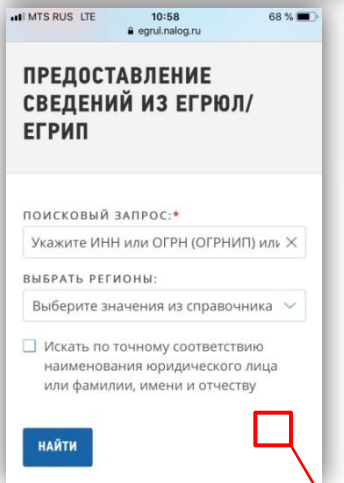 MTS RUS LTE 10:58 68 %
egrul.nalog.ru
ПРЕДОСТАВЛЕНИЕ
СВЕДЕНИЙ ИЗ ЕГРЮЛ/
ЕГРИП
ПОИСКОВЫЙ ЗАПРОС:*
Укажите ИНН или ОГРН (ОГРНИП) или
ВЫБРАТЬ РЕГИОНЫ:
Выберите значения из справочника
Искать по точному соответствию
наименования юридического лица
или фамилии, имени и отчеству
НАЙТИ